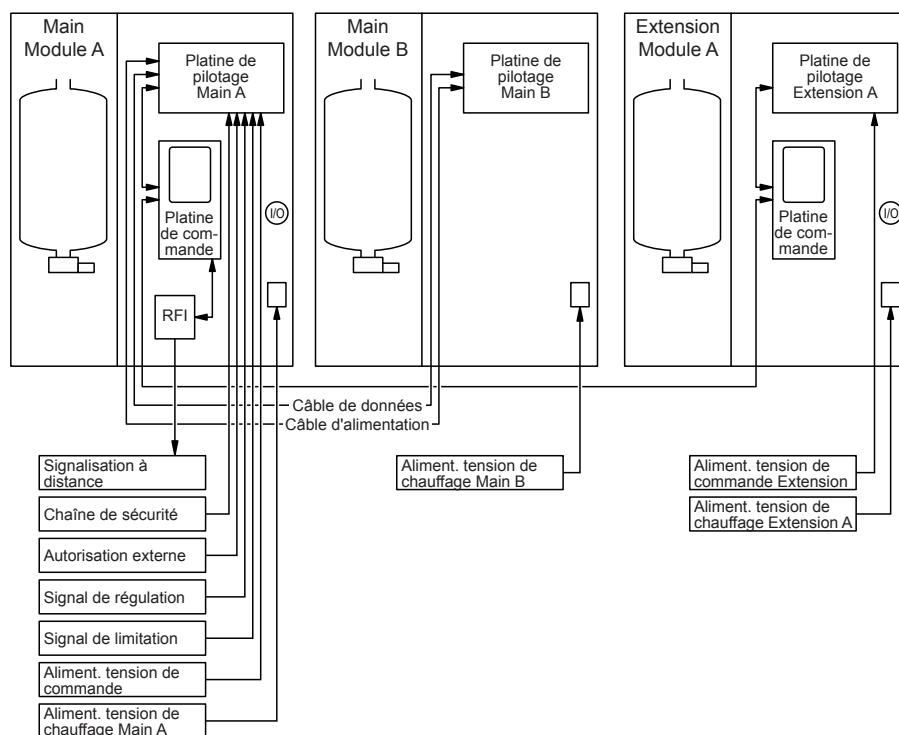 Main
Module A
Platine de
pilotage
Main A
Platine
de com-
mande
I/O
RFI
Main
Module B
Platine de
pilotage
Main B
Extension
Module A
Platine de
pilotage
Extension A
Platine
de com-
mande
I/O
Câble de données
Câble d'alimentation
Signalisation à
distance
Chaîne de sécurité
Autorisation externe
Signal de régulation
Signal de limitation
Aliment. tension de
commande
Aliment. tension de
chauffage Main A
Aliment. tension de
chauffage Main B
Aliment. tension de
commande Extension
Aliment. tension de
chauffage Extension A